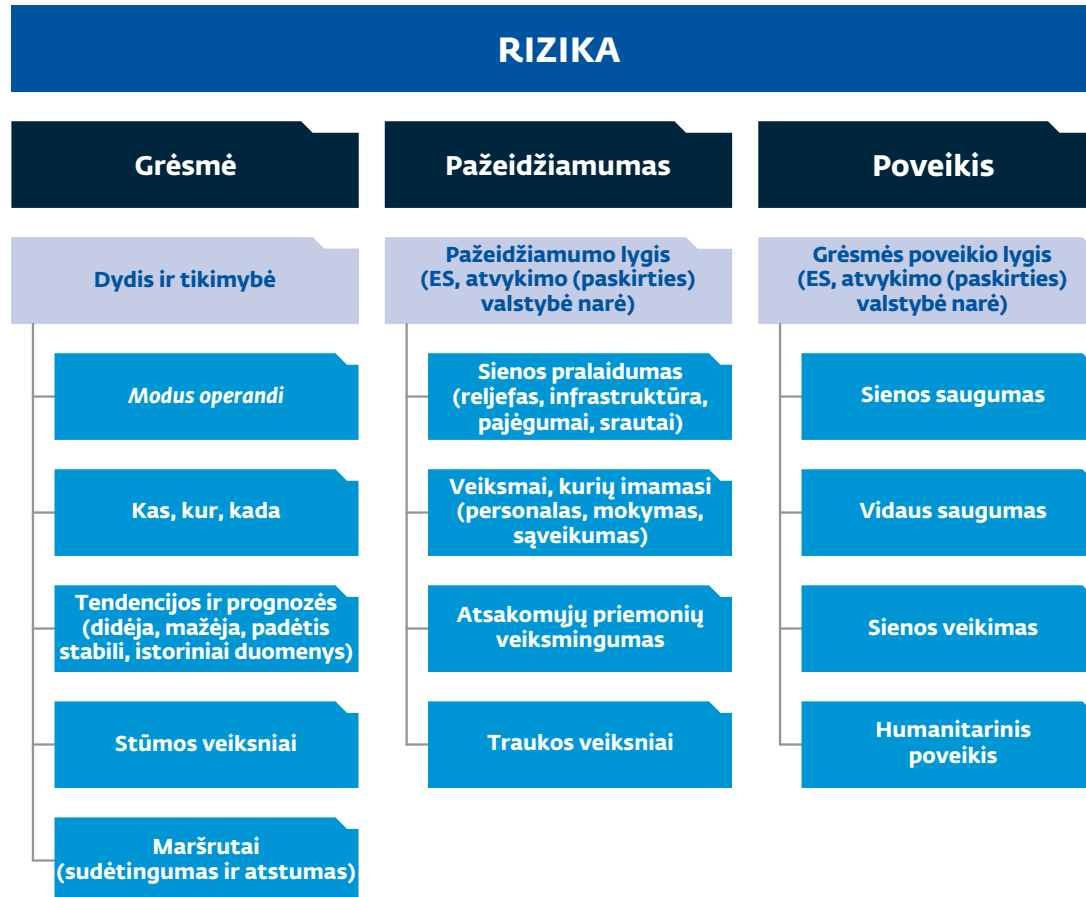 RIZIKA
Grėsmė
Dydis ir tikimybė
Modus operandi
Kas, kur, kada
Tendencijos ir prognozės
(didėja, mažėja, padėtis
stabili, istoriniai duomenys)
Stūmos veiksniai
Maršrutai
(sudėtingumas ir atstumas)
Pažeidžiamumas
Pažeidžiamumo lygis
(ES, atvykimo (paskirties)
valstybė narė)
Sienos pralaidumas
(reljefas, infrastruktūra,
pajėgumai, srautai)
Veiksmai, kurių imamasi
(personalas, mokymas,
sąveikumas)
Atsakomųjų priemonių
veiksmingumas
Traukos veiksniai
Poveikis
Grėsmės poveikio lygis
(ES, atvykimo (paskirties)
valstybė narė)
Sienos saugumas
Vidaus saugumas
Sienos veikimas
Humanitarinis
poveikis